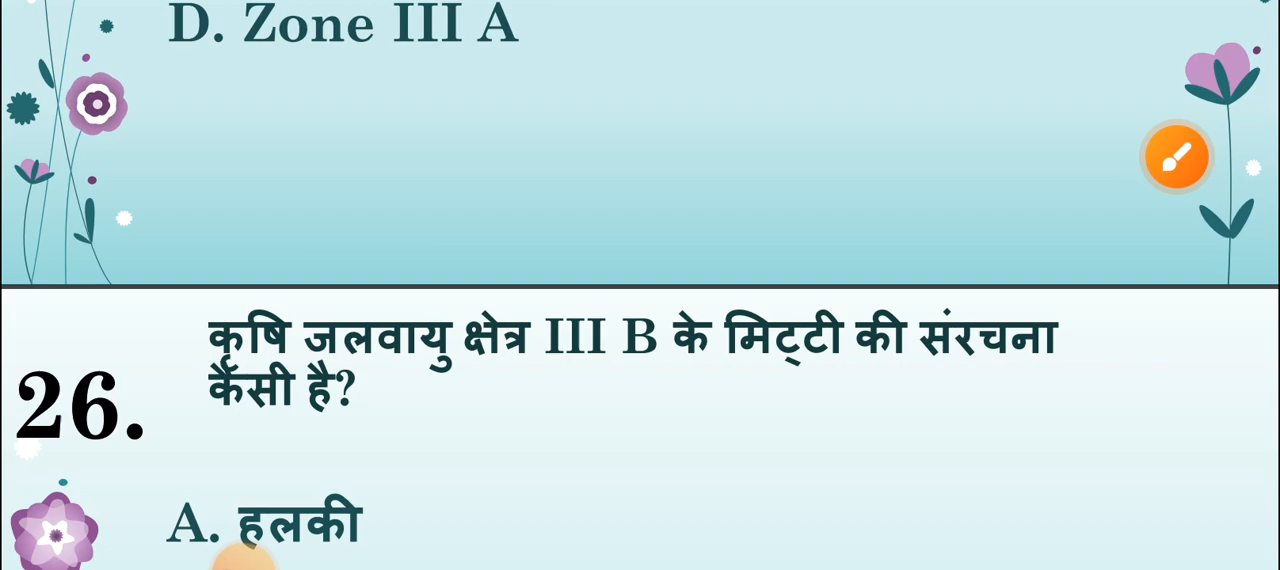 D. Zone III A
कृषि जलवायु क्षेत्र III B के मिट्टी की संरचना
कैसी है?
26.
A. हलकी